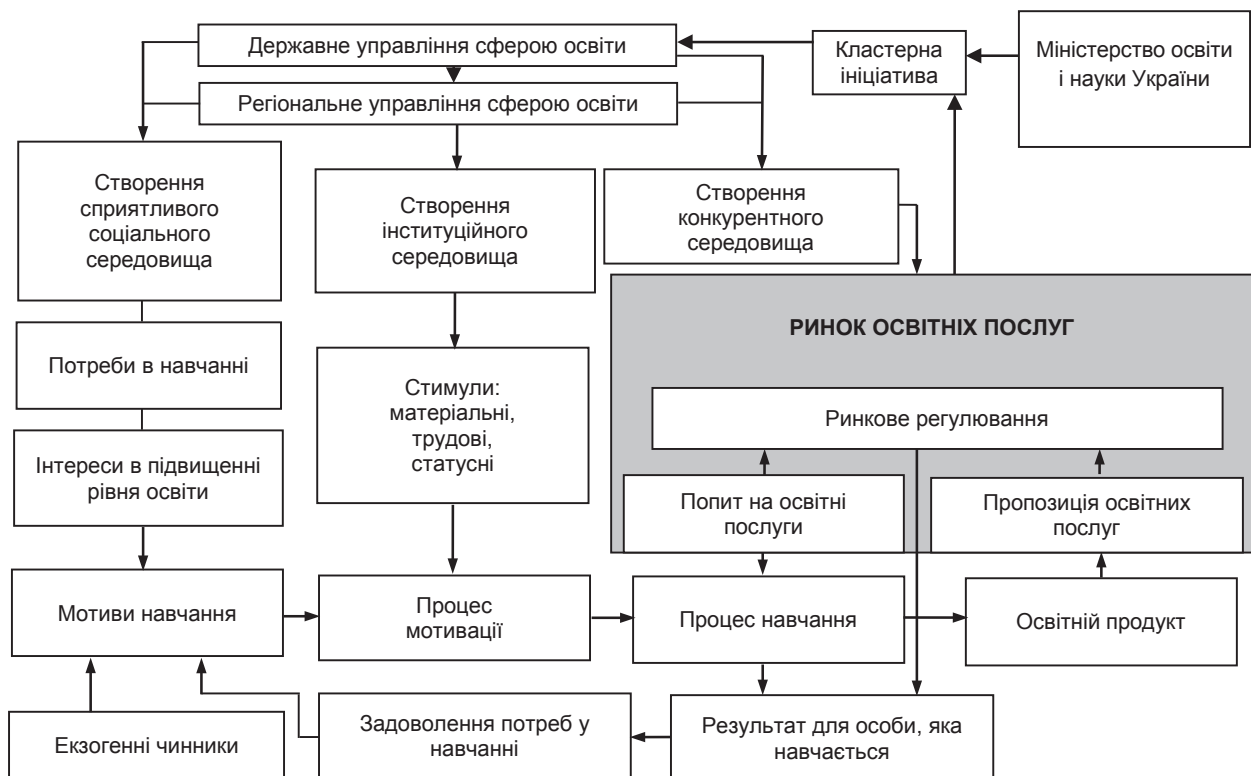 Державне управління сферою освіти
Кластерна
ініціатива
Міністерство освіти
і науки України
Регіональне управління сферою освіти
Створення
сприятливого
соціального
середовища
Створення
інституційного
середовища
Створення
конкурентного
середовища
РИНОК ОСВІТНІХ ПОСЛУГ
Потреби в навчанні
Стимули:
матеріальні,
трудові,
статусні
Ринкове регулювання
Інтереси в підвищенні
рівня освіти
Попит на освітні
послуги
Пропозиція освітних
послуг
Мотиви навчання
Процес
мотивації
Процес навчання
Освітній продукт
Екзогенні чинники
Задоволення потреб у
навчанні
Результат для особи, яка
навчається